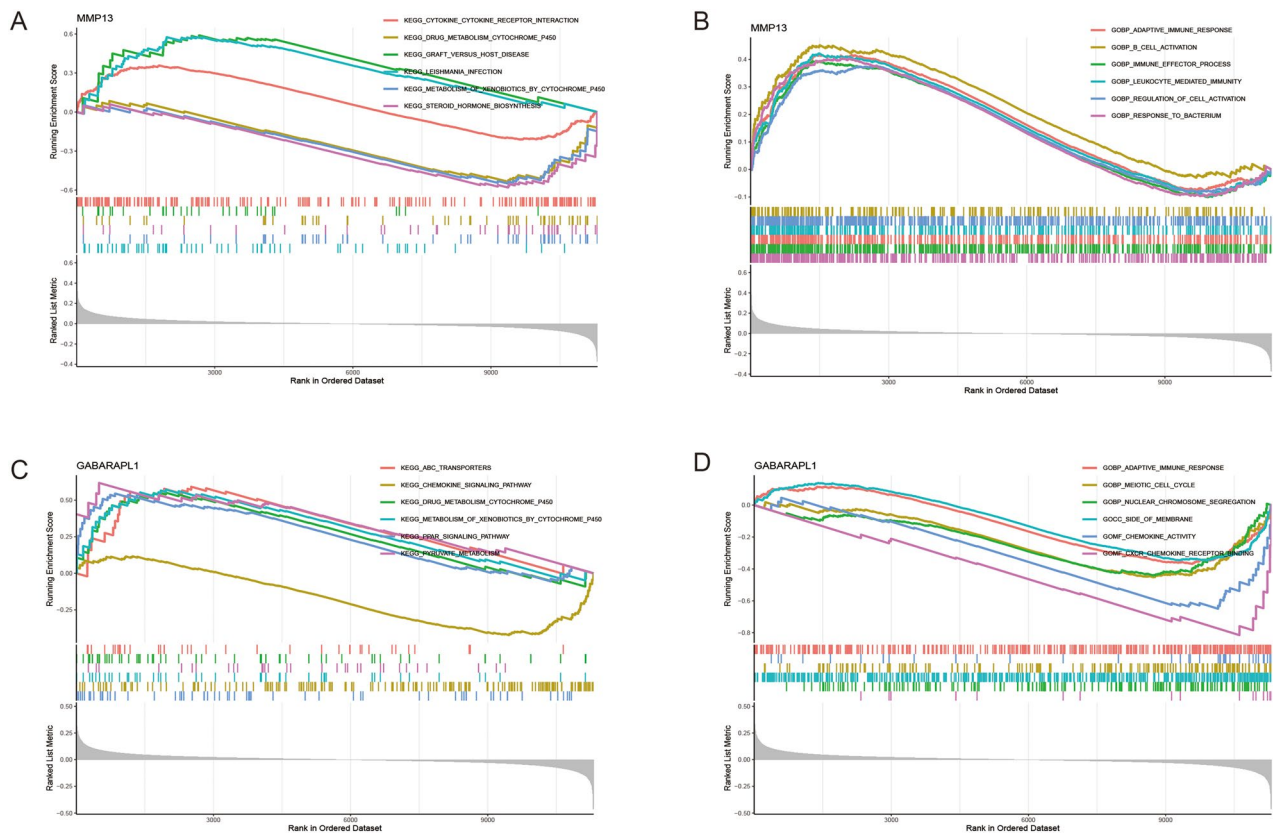 A
MMP13
KEGG_CYTOKINE_CYTOKINE_RECEPTOR_INTERACTION
KEGG_DRUG_METABOLISM_CYTOCHROME_P450
KEGG_GRAFT_VERSUS_HOST_DISEASE
KEGG_LEISHMANIA_INFECTION
KEGG_METABOLISM_OF_XENOBIOTICS_BY_CYTOCHROME_P450
KEGG_STEROID_HORMONE_BIOSYNTHESIS
Running Enrichment Score
0.6
0.3
0.0
−0.3
−0.6
Ranked List Metric
0.6
0.4
0.2
0.0
−0.2
−0.4
3000 6000 9000
Rank in Ordered Dataset
B
MMP13
GOBP_ADAPTIVE_IMMUNE_RESPONSE
GOBP_B_CELL_ACTIVATION
GOBP_IMMUNE_EFFECTOR_PROCESS
GOBP_LEUKOCYTE_MEDIATED_IMMUNITY
GOBP_REGULATION_OF_CELL_ACTIVATION
GOBP_RESPONSE_TO_BACTERIUM
Running Enrichment Score
0.4
0.3
0.2
0.1
0.0
−0.1
Ranked List Metric
0.6
0.4
0.2
0.0
−0.2
−0.4
3000 6000 9000
Rank in Ordered Dataset
C
GABARAPL1
KEGG_ABC_TRANSPORTERS
KEGG_CHEMOKINE_SIGNALING_PATHWAY
KEGG_DRUG_METABOLISM_CYTOCHROME_P450
KEGG_METABOLISM_OF_XENOBIOTICS_BY_CYTOCHROME_P450
KEGG_PPAR_SIGNALING_PATHWAY
KEGG_PYRUVATE_METABOLISM
Running Enrichment Score
0.50
0.25
0.00
−0.25
Ranked List Metric
0.50
0.25
0.00
−0.25
−0.50
3000 6000 9000
Rank in Ordered Dataset
D
GABARAPL1
GOBP_ADAPTIVE_IMMUNE_RESPONSE
GOBP_MEIOTIC_CELL_CYCLE
GOBP_NUCLEAR_CHROMOSOME_SEGREGATION
GOCC_SIDE_OF_MEMBRANE
GOMF_CHEMOKINE_ACTIVITY
GOMF_CXCR_CHEMOKINE_RECEPTOR_BINDING
Running Enrichment Score
0.0
−0.2
−0.4
−0.6
−0.8
Ranked List Metric
0.50
0.25
0.00
−0.25
−0.50
3000 6000 9000
Rank in Ordered Dataset